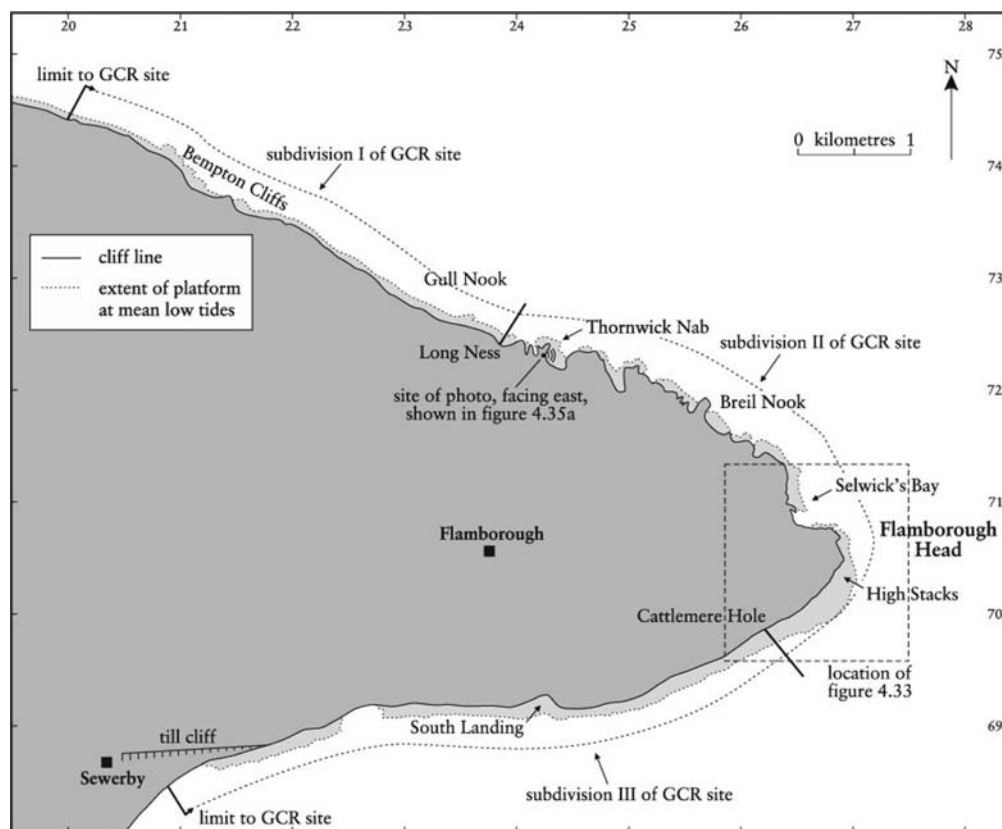 20 21 22 23 24 25 26 27 28
75
limit to GCR site
N
0 kilometres 1
subdivision I of GCR site
74
Bempton Cliffs
cliff line
extent of platform
at mean low tides
Gull Nook
73
Thornwick Nab
subdivision II of GCR site
Long Ness
site of photo, facing east,
shown in figure 4.35a
72
Breil Nook
Selwick's Bay
71
Flamborough
Flamborough
Head
High Stacks
Cattlemere Hole
70
location of
figure 4.33
South Landing
69
till cliff
Sewerby
subdivision III of GCR site
limit to GCR site